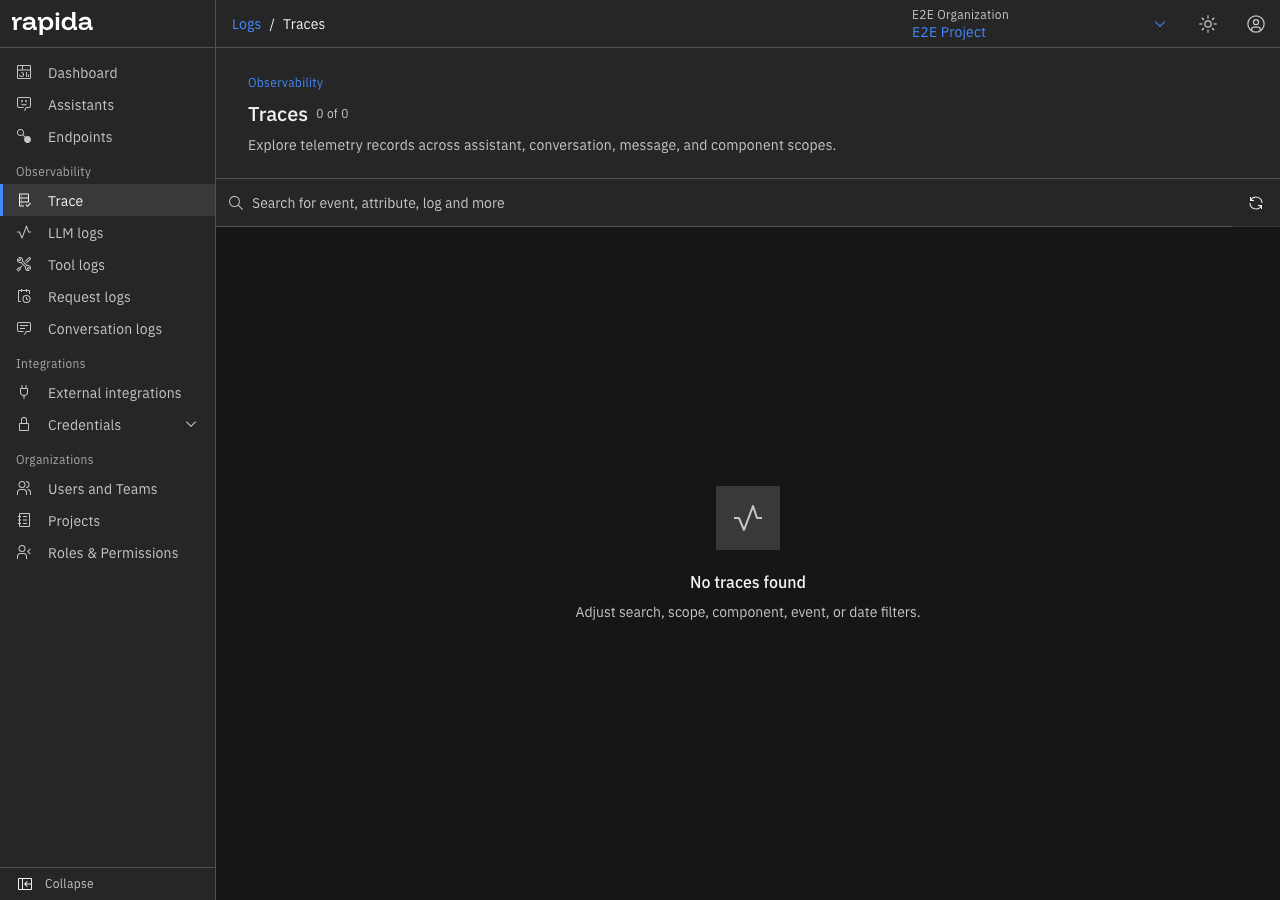 rapida
Logs / Traces
E2E Organization
E2E Project
Dashboard
Assistants
Endpoints
Observability
Trace
LLM logs
Tool logs
Request logs
Conversation logs
Integrations
External integrations
Credentials
Organizations
Users and Teams
Projects
Roles & Permissions
Collapse
Observability
Traces 0 of 0
Explore telemetry records across assistant, conversation, message, and component scopes.
Search for event, attribute, log and more
No traces found
Adjust search, scope, component, event, or date filters.